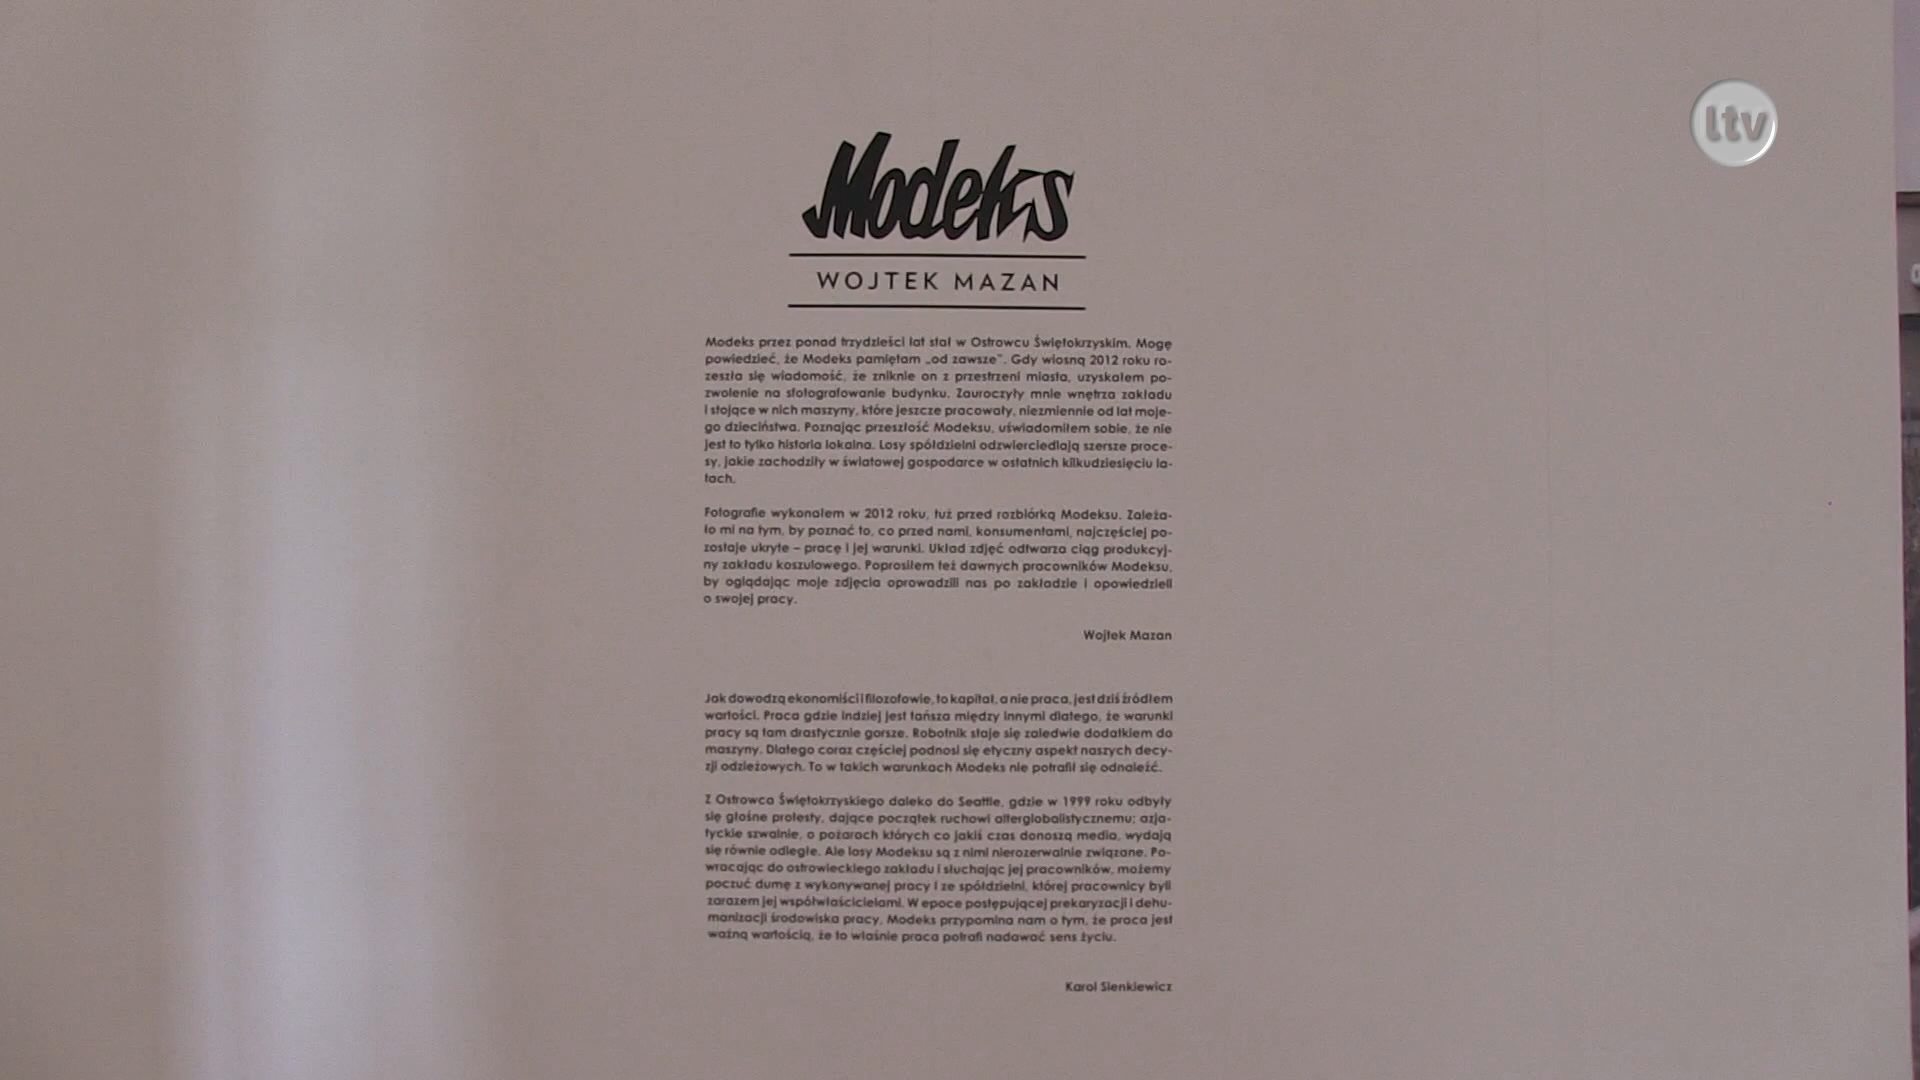 ltv
Modeks
WOJTEK MAZAN
Modeks przez ponad trzydzieści lat stał w Ostrowcu Świętokrzyskim. Mogę
powiedzieć, że Modeks pamiętam „od zawsze”. Gdy wiosną 2012 roku ro-
zeszła się wiadomość, że zniknie on z przestrzeni miasta, uzyskałem po-
zwolenie na sfotografowanie budynku. Zauroczyły mnie wnętrza zakładu
i stojące w nich maszyny, które jeszcze pracowały, niezmiennie od lat moje-
go dzieciństwa. Poznając przeszłość Modeksu, uświadomiłem sobie, że nie
jest to tylko historia lokalna. Losy spółdzielni odzwierciedlają szersze proce-
sy, jakie zachodziły w światowej gospodarce w ostatnich kilkudziesięciu la-
tach.
Fotografie wykonałem w 2012 roku, tuż przed rozbiórką Modeksu. Zależa-
ło mi na tym, by poznać to, co przed nami, konsumentami, najczęściej po-
zostaje ukryte – pracę i jej warunki. Układ zdjęć odtwarza ciąg produkcyj-
ny zakładu koszulowego. Poprosiłem też dawnych pracowników Modeksu,
by oglądając moje zdjęcia oprowadzili nas po zakładzie i opowiedzieli
o swojej pracy.
Wojtek Mazan
Jak dowodzą ekonomiści i filozofowie, to kapitał, a nie praca, jest dziś źródłem
wartości. Praca gdzie indziej jest tańsza między innymi dlatego, że warunki
pracy są tam drastycznie gorsze. Robotnik staje się zaledwie dodatkiem do
maszyny. Dlatego coraz częściej podnosi się etyczny aspekt naszych decy-
zji odzieżowych. To w takich warunkach Modeks nie potrafił się odnaleźć.
Z Ostrowca Świętokrzyskiego daleko do Seattle, gdzie w 1999 roku odbyły
się głośne protesty, dające początek ruchowi alterglobalistycznemu; azja-
tyckie szwalnie, o pożarach których co jakiś czas donoszą media, wydają
się równie odległe. Ale losy Modeksu są z nimi nierozerwalnie związane. Po-
wracając do ostrowieckiego zakładu i słuchając jej pracowników, możemy
poczuć dumę z wykonywanej pracy i ze spółdzielni, której pracownicy byli
zarazem jej współwłaścicielami. W epoce postępującej prekaryzacji i dehu-
manizacji środowiska pracy, Modeks przypomina nam o tym, że praca jest
ważną wartością, że to właśnie praca potrafi nadawać sens życiu.
Karol Sienkiewicz